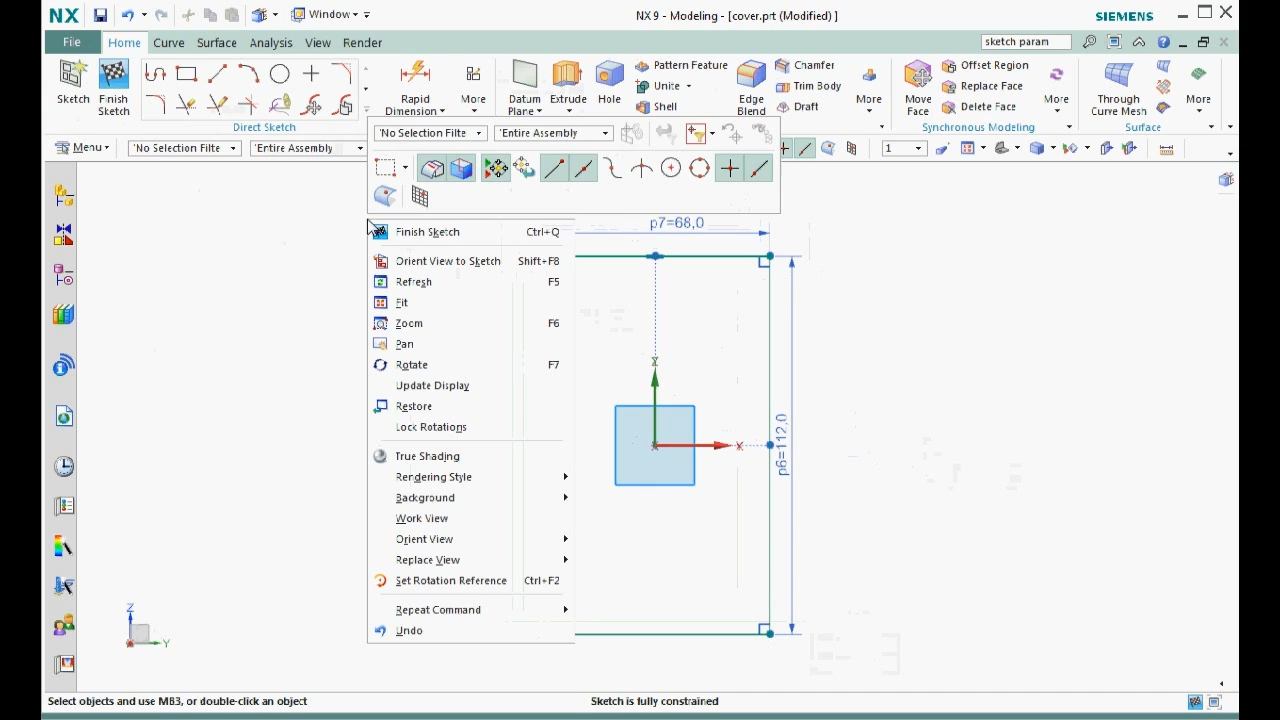 NX
Window
NX 9 - Modeling - [cover.prt (Modified) ]
SIEMENS
File
Home
Curve
Surface
Analysis
View
Render
sketch param
Sketch
Finish Sketch
Rapid Dimension
More
Datum Plane
Extrude
Hole
Pattern Feature
Unite
Shell
Edge Blend
Chamfer
Trim Body
Draft
More
Move Face
Offset Region
Replace Face
Delete Face
More
Through Curve Mesh
More
Direct Sketch
Synchronous Modeling
Surface
Menu
'No Selection Filte
'Entire Assembly
'No Selection Filte
'Entire Assembly
1
Finish Sketch Ctrl+Q
Orient View to Sketch Shift+F8
Refresh F5
Fit
Zoom F6
Pan
Rotate F7
Update Display
Restore
Lock Rotations
True Shading
Rendering Style
Background
Work View
Orient View
Replace View
Set Rotation Reference Ctrl+F2
Repeat Command
Undo
p7=68,0
p6=112,0
Y
X
Z
Y
Select objects and use MB3, or double-click an object
Sketch is fully constrained